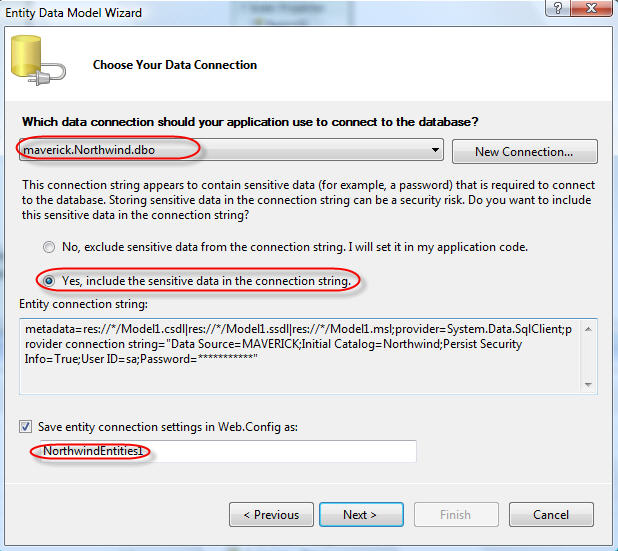 Entity Data Model Wizard
?
Choose Your Data Connection
Which data connection should your application use to connect to the database?
maverick.Northwind.dbo
New Connection...
This connection string appears to contain sensitive data (for example, a password) that is required to connect
to the database. Storing sensitive data in the connection string can be a security risk. Do you want to include
this sensitive data in the connection string?
No, exclude sensitive data from the connection string. I will set it in my application code.
Yes, include the sensitive data in the connection string.
Entity connection string:
metadata=res://*/Model1.csdl|res://*/Model1.ssdl|res://*/Model1.msl;provider=System.Data.SqlClient;p
rovider connection string="Data Source=MAVERICK;Initial Catalog=Northwind;Persist Security
Info=True;User ID=sa;Password=***********"
Save entity connection settings in Web.Config as:
NorthwindEntities1
< Previous
Next >
Finish
Cancel